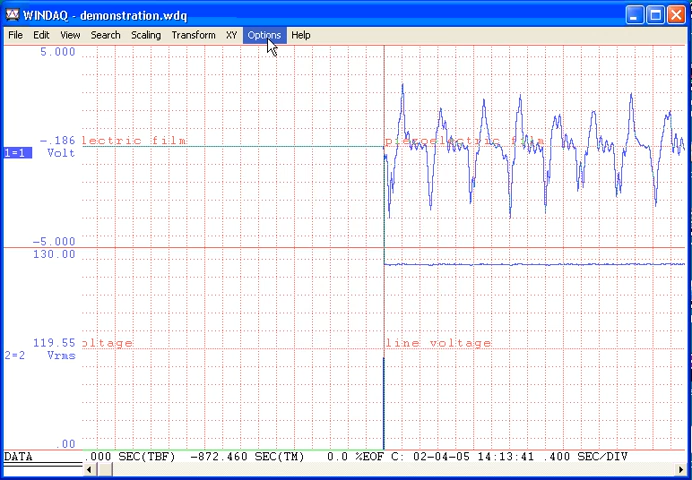 WINDAQ - demonstration.wdq
File Edit View Search Scaling Transform XY Options Help
5.000
-.186 lectric film piezoelectric film
1=1 Volt
-5.000
130.00
119.55 oltage line voltage
2=2 Vrms
.00
DATA .000 SEC(TBF) -872.460 SEC(TM) 0.0 %EOF C: 02-04-05 14:13:41 .400 SEC/DIV